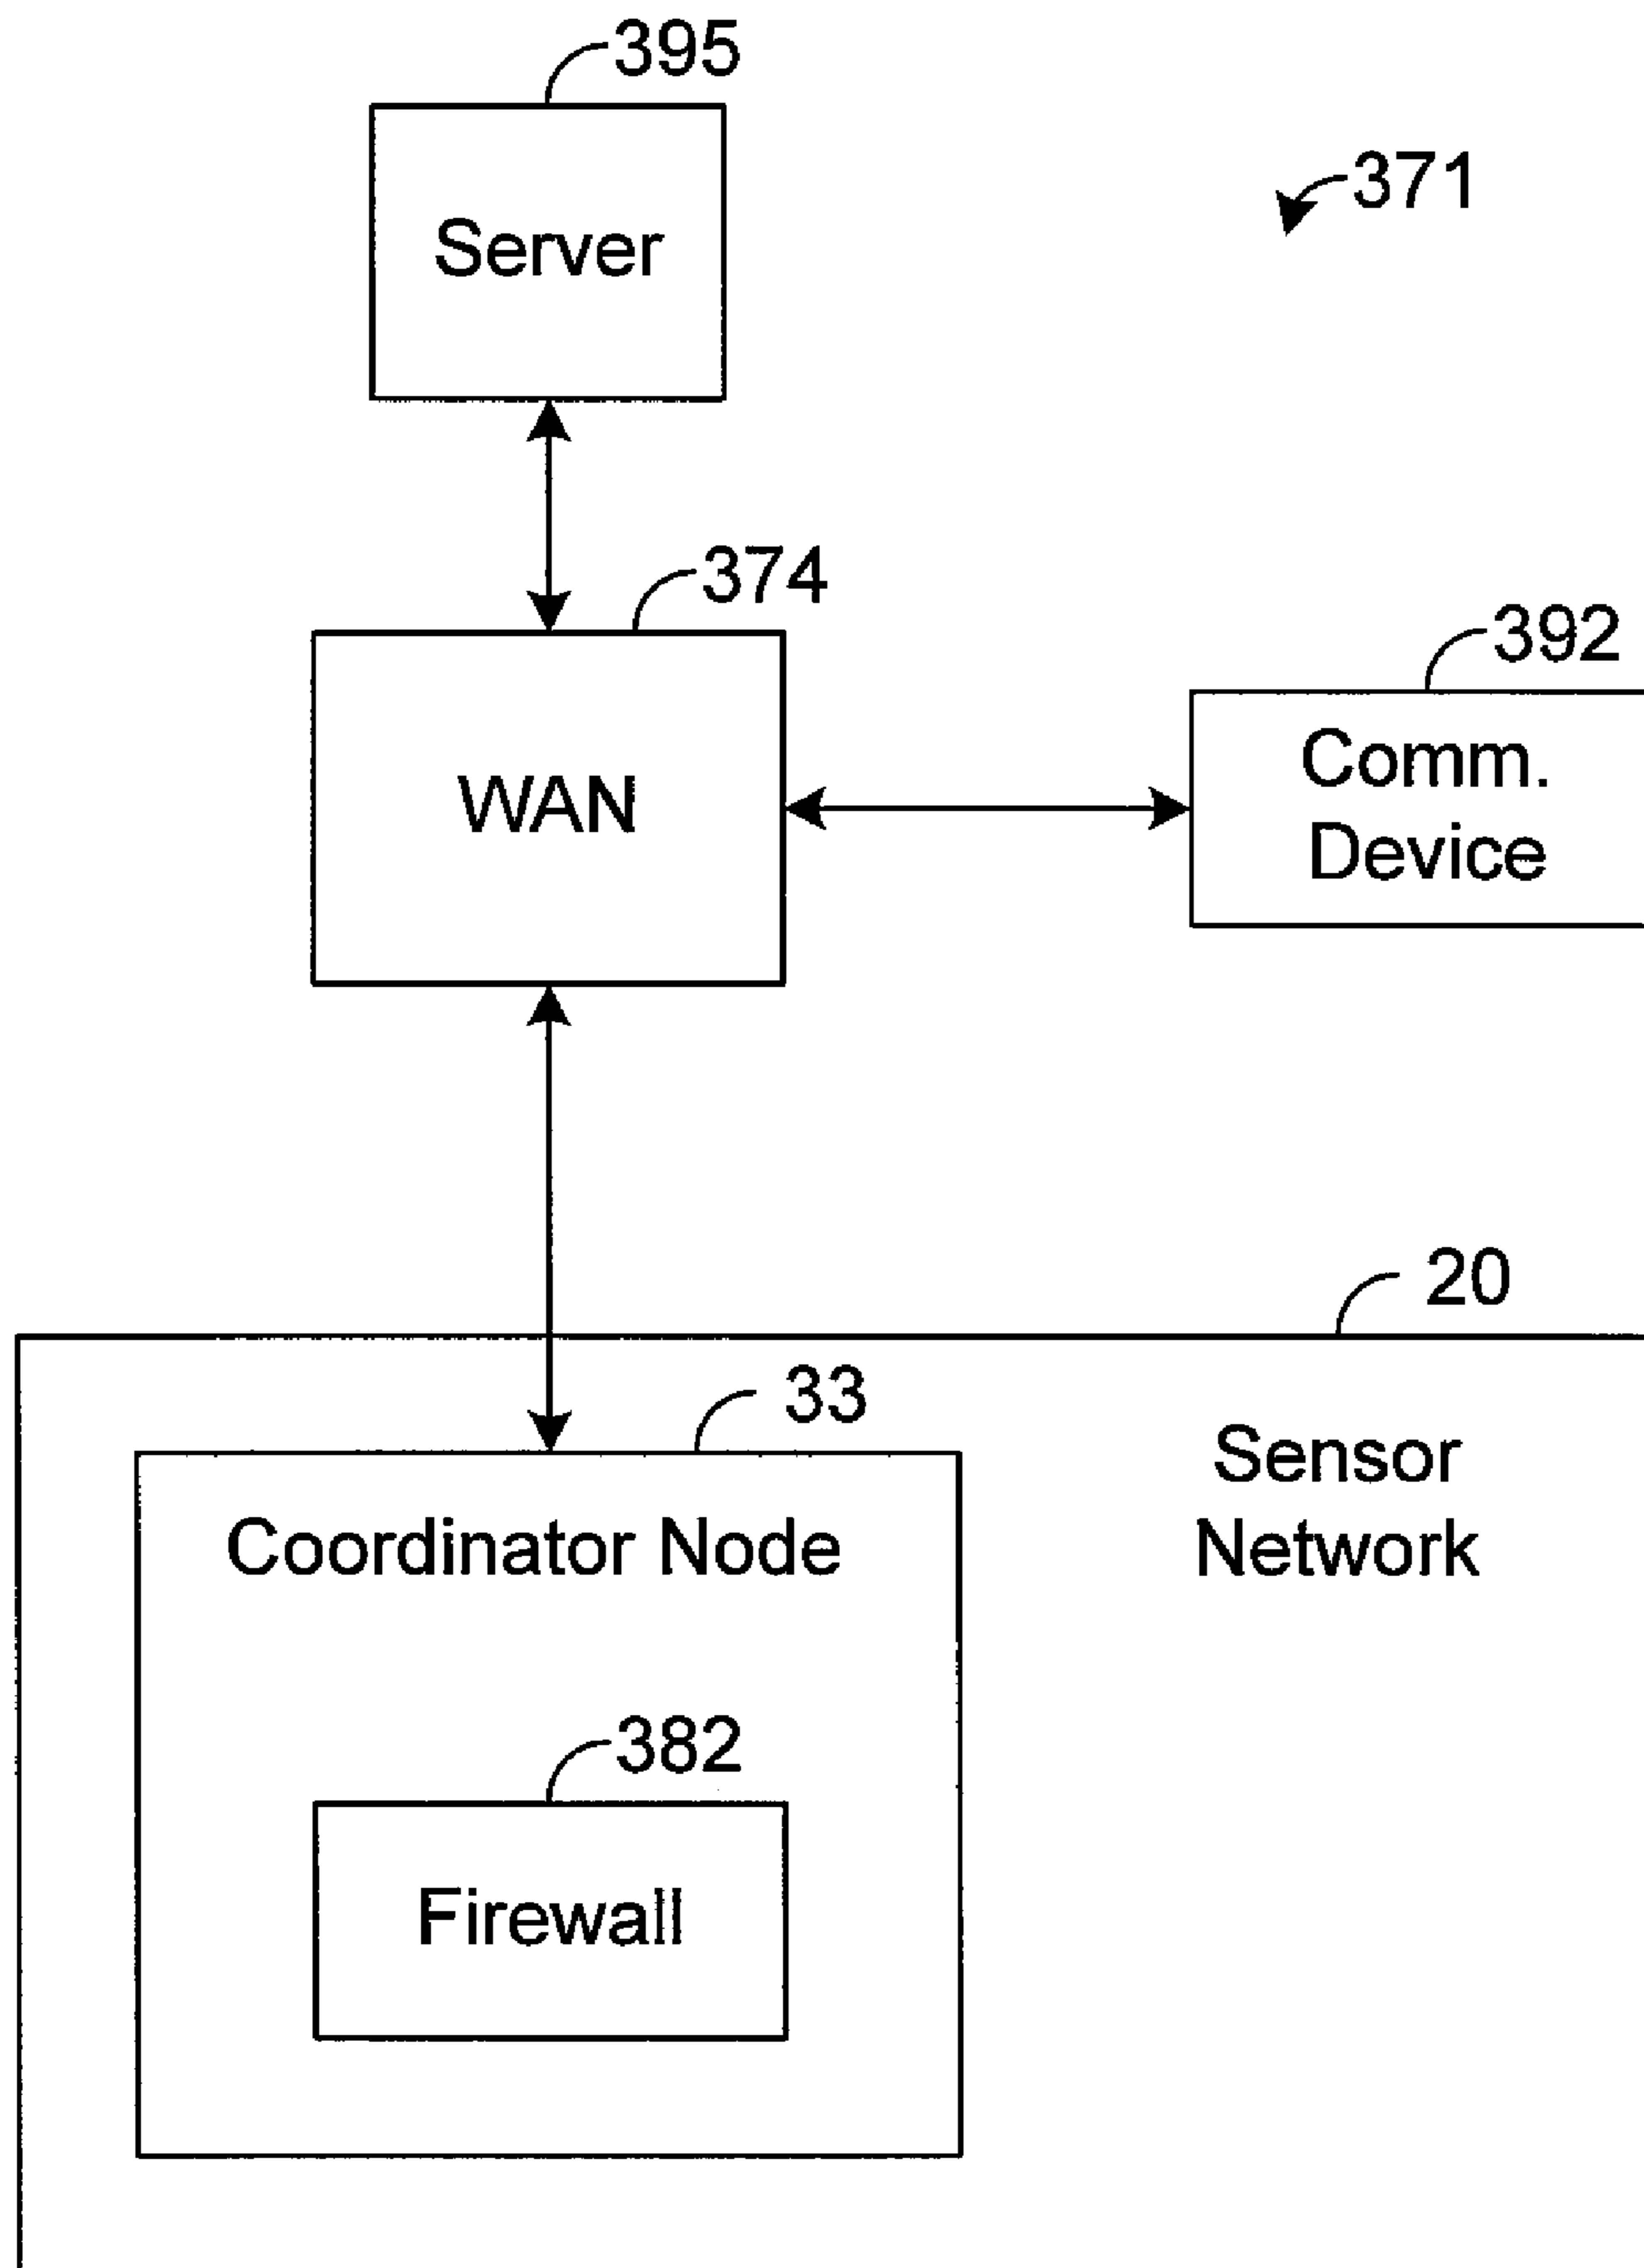 395
371
Server
374
392
WAN
Comm.
Device
20
33
Sensor
Network
Coordinator Node
382
Firewall